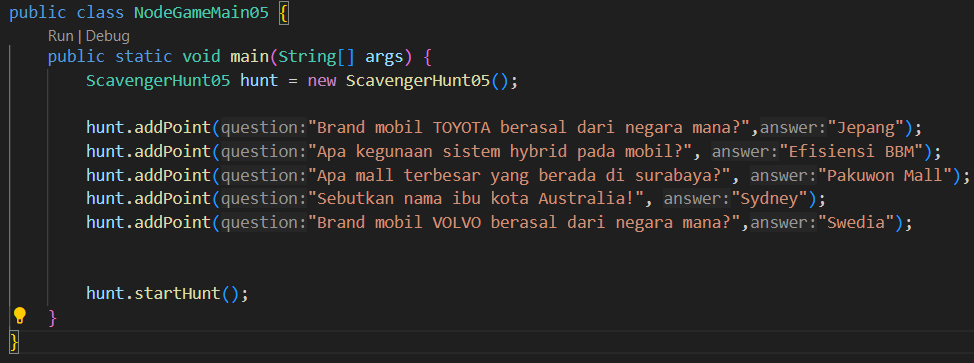 public class NodeGameMain05 {
Run | Debug
public static void main(String[] args) {
ScavengerHunt05 hunt = new ScavengerHunt05();
hunt.addPoint(question:"Brand mobil TOYOTA berasal dari negara mana?",answer:"Jepang");
hunt.addPoint(question:"Apa kegunaan sistem hybrid pada mobil?", answer:"Efisiensi BBM");
hunt.addPoint(question:"Apa mall terbesar yang berada di surabaya?", answer:"Pakuwon Mall");
hunt.addPoint(question:"Sebutkan nama ibu kota Australia!", answer:"Sydney");
hunt.addPoint(question:"Brand mobil VOLVO berasal dari negara mana?",answer:"Swedia");
hunt.startHunt();
}
}